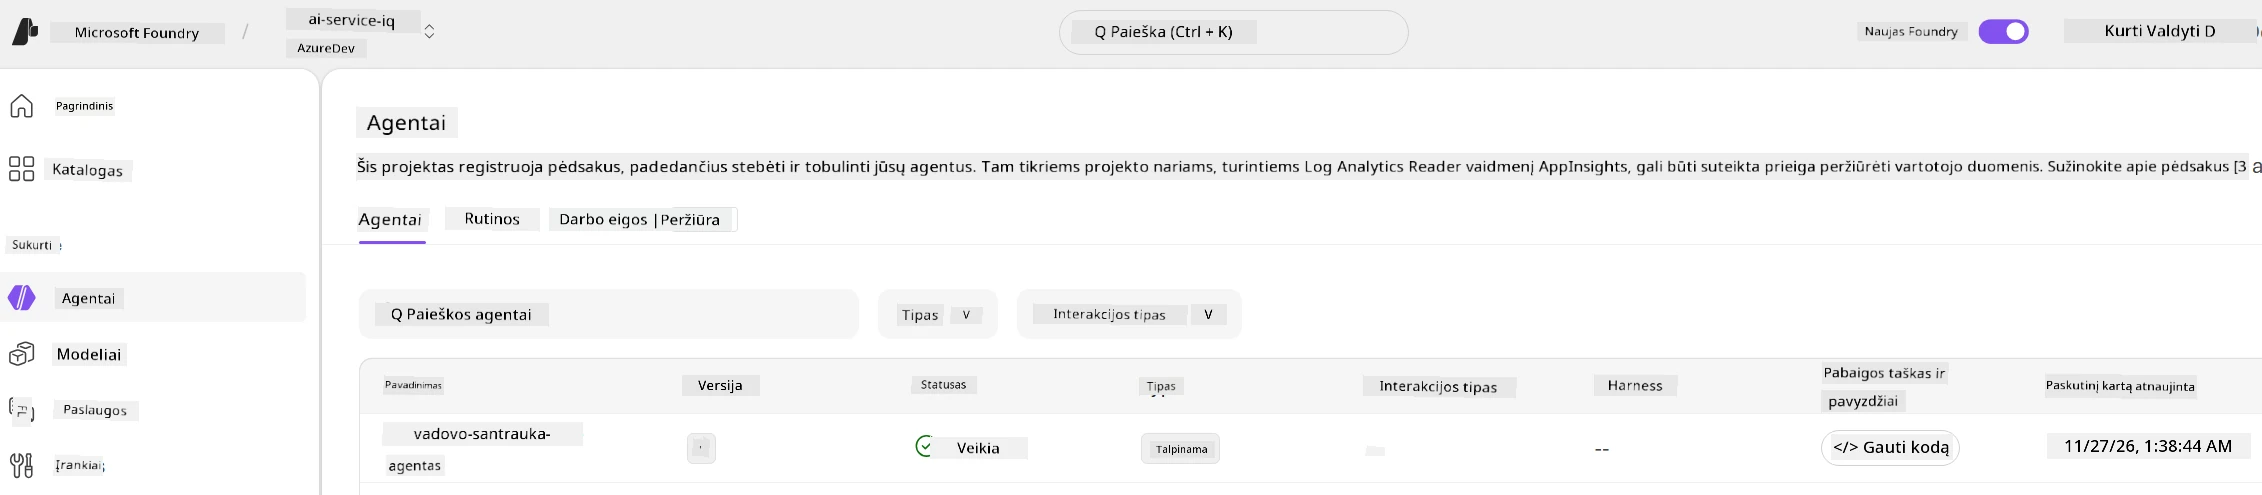 Microsoft Foundry / ai-service-iq
AzureDev
Q Paieška (Ctrl + K)
Naujas Foundry
Kurti Valdyti D
Pagrindinis
Katalogas
Sukurti
Agentai
Modeliai
Paslaugos
Įrankiai
Agentai
Šis projektas registruoja pėdsakus, padedančius stebėti ir tobulinti jūsų agentus. Tam tikriems projekto nariams, turintiems Log Analytics Reader vaidmenį AppInsights, gali būti suteikta prieiga peržiūrėti vartotojo duomenis. Sužinokite apie pėdsakus [3 a
Agentai Rutinos Darbo eigos |Peržiūra
Q Paieškos agentai
Tipas v
Interakcijos tipas v
Pavadinimas Versija Statusas Tipas Interakcijos tipas Harness Pabaigos taškas ir pavyzdžiai Paskutinį kartą atnaujinta
vadovo-santrauka-
agentas
Veikia Talpinama -- </> Gauti kodą 11/27/26, 1:38:44 AM